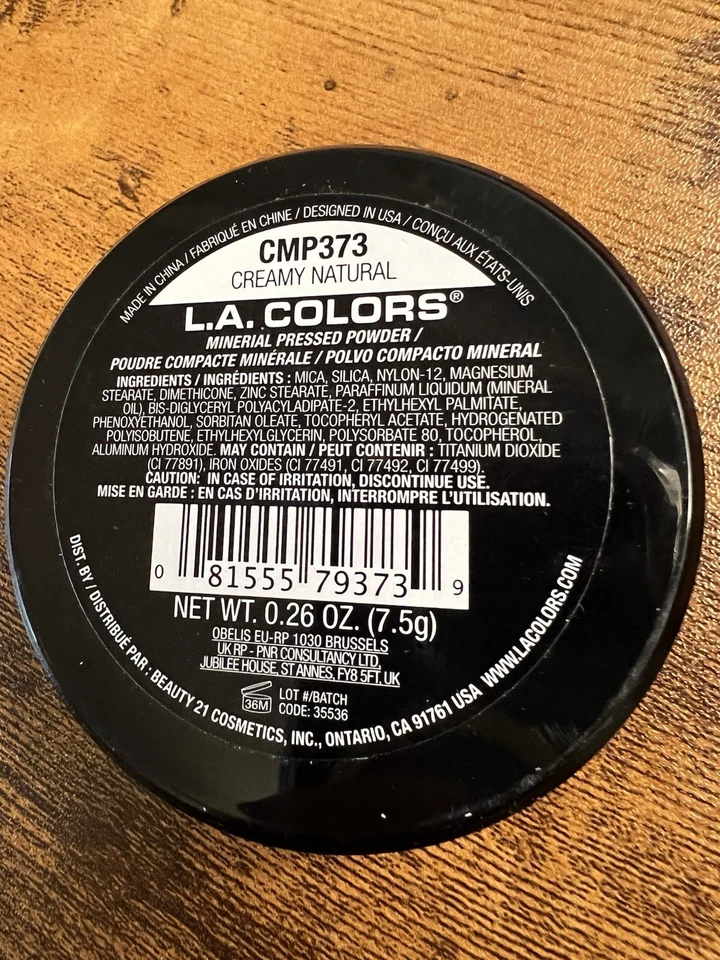 MADE IN CHINA / FABRIQUÉ EN CHINE / DESIGNED IN USA / CONÇU AUX ÉTATS-UNIS
CMP373
CREAMY NATURAL
L.A. COLORS®
MINERIAL PRESSED POWDER /
POUDRE COMPACTE MINÉRALE / POLVO COMPACTO MINERAL
INGREDIENTS / INGRÉDIENTS : MICA, SILICA, NYLON-12, MAGNESIUM
STEARATE, DIMETHICONE, ZINC STEARATE, PARAFFINUM LIQUIDUM (MINERAL
OIL), BIS-DIGLYCERYL POLYACYLADIPATE-2, ETHYLHEXYL PALMITATE,
PHENOXYETHANOL, SORBITAN OLEATE, TOCOPHERYL ACETATE, HYDROGENATED
POLYISOBUTENE, ETHYLHEXYLGLYCERIN, POLYSORBATE 80, TOCOPHEROL,
ALUMINUM HYDROXIDE. MAY CONTAIN / PEUT CONTENIR : TITANIUM DIOXIDE
(CI 77891), IRON OXIDES (CI 77491, CI 77492, CI 77499).
CAUTION: IN CASE OF IRRITATION, DISCONTINUE USE.
MISE EN GARDE : EN CAS D'IRRITATION, INTERROMPRE L'UTILISATION.
0 81555 79373 9
NET WT. 0.26 OZ. (7.5g)
OBELIS EU-RP 1030 BRUSSELS
UK RP - PNR CONSULTANCY LTD,
JUBILEE HOUSE, ST ANNES, FY8 5FT, UK
36M
LOT #/BATCH
CODE: 35536
DIST. BY / DISTRIBUÉ PAR : BEAUTY 21 COSMETICS, INC., ONTARIO, CA 91761 USA WWW.LACOLORS.COM